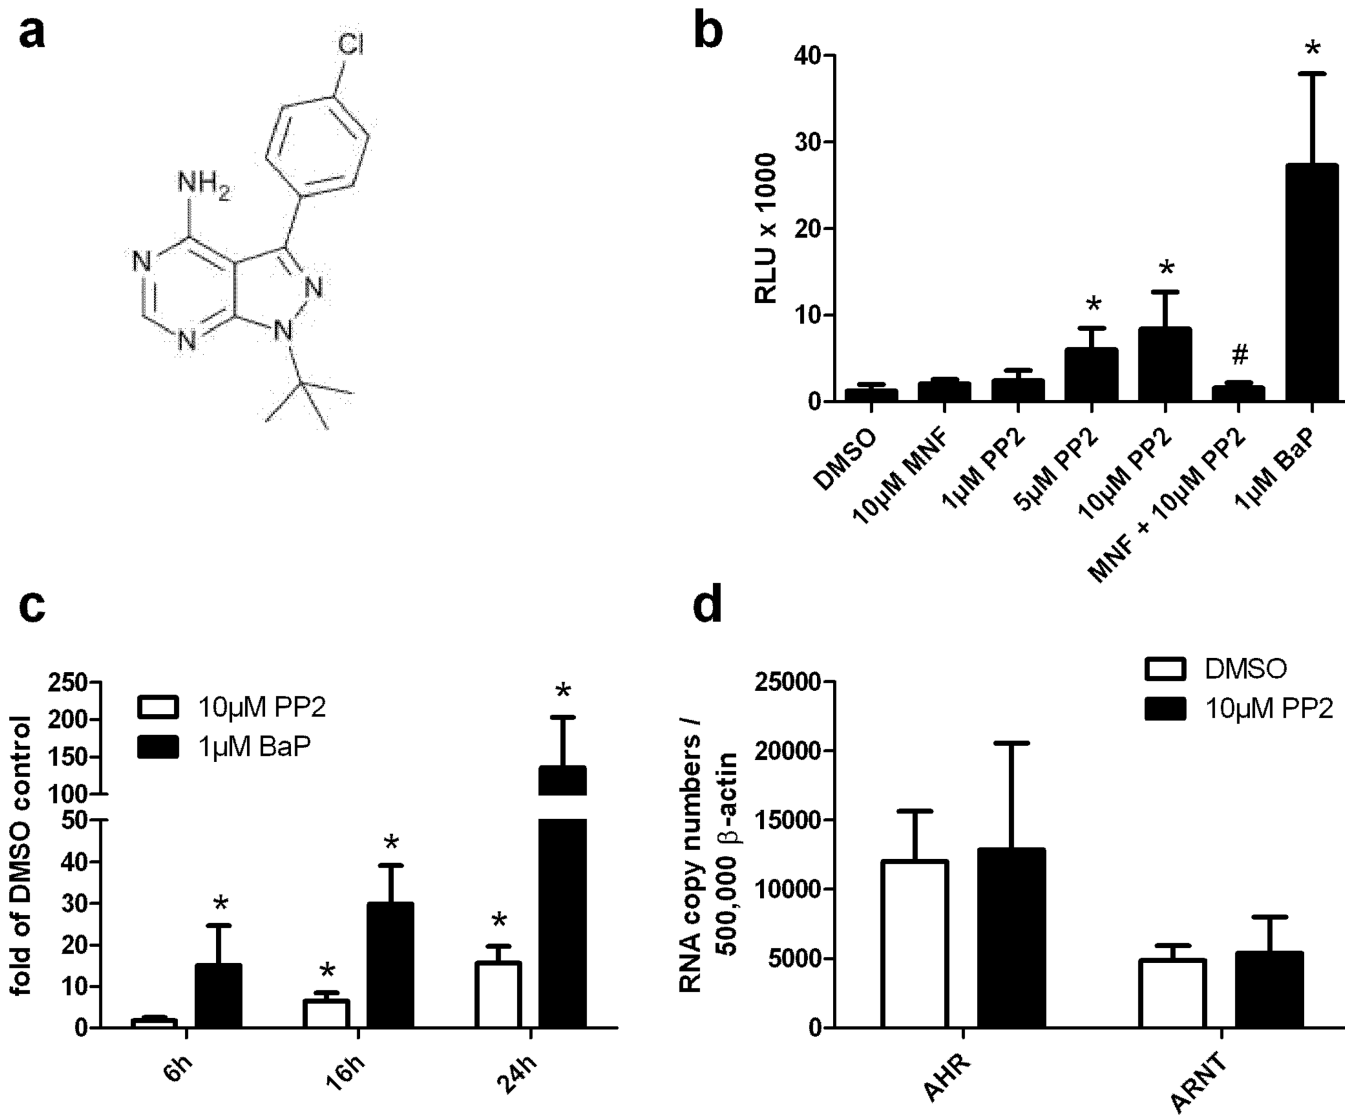 a
Cl
NH2
N
N
N
N
b
RLU x 1000
40
30
20
10
0
*
*
*
#
*
DMSO
10µM MNF
1µM PP2
5µM PP2
10µM PP2
MNF + 10µM PP2
1µM BaP
c
fold of DMSO control
250
200
150
100
50
40
30
20
10
0
10µM PP2
1µM BaP
*
*
*
*
*
6h
16h
24h
d
RNA copy numbers /
500,000 β-actin
25000
20000
15000
10000
5000
0
DMSO
10µM PP2
AHR
ARNT